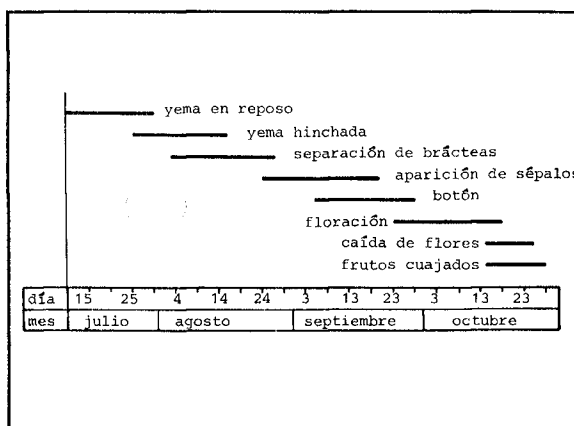 yema en reposo
yema hinchada
separación de brácteas
aparición de sépalos
botón
floración
caída de flores
frutos cuajados
día 15 25 4 14 24 3 13 23 3 13 23
mes julio agosto septiembre octubre